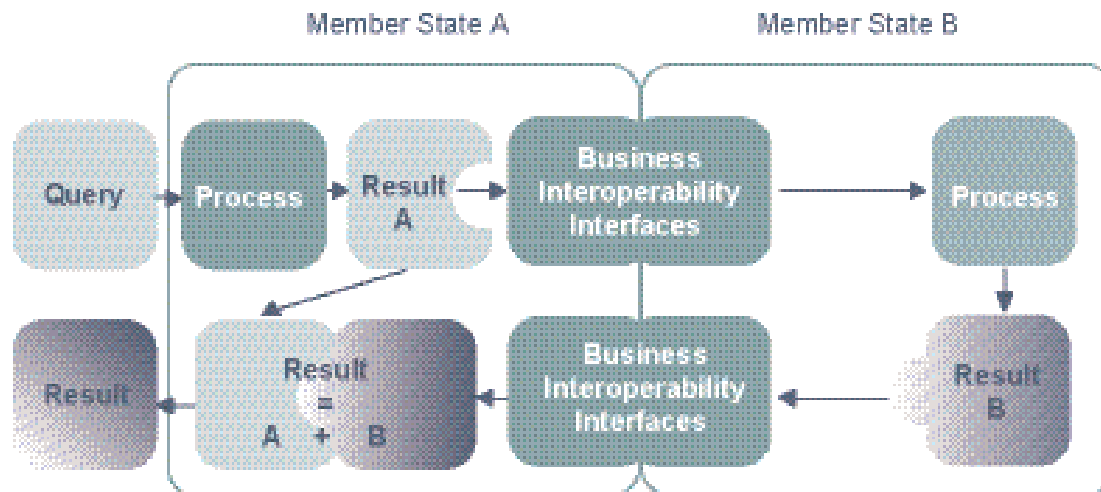 Member State A
Member State B
Query
Process
Result
A
Business
Interoperability
Interfaces
Process
Result
Result
=
A + B
Business
Interoperability
Interfaces
Result
B